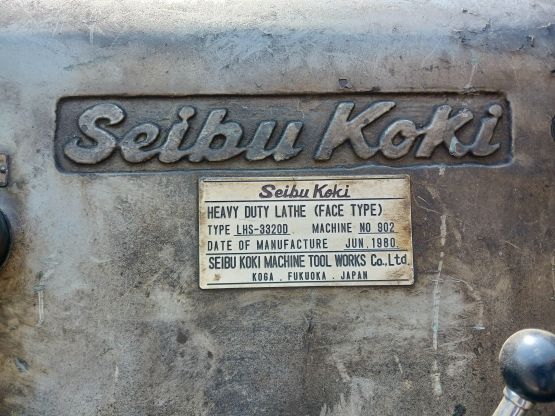 Seibu Koki
Seibu Koki
HEAVY DUTY LATHE (FACE TYPE)
TYPE LHS-3320D MACHINE NO 902
DATE OF MANUFACTURE JUN.1980.
SEIBU KOKI MACHINE TOOL WORKS Co.,Ltd.
KOGA . FUKUOKA . JAPAN